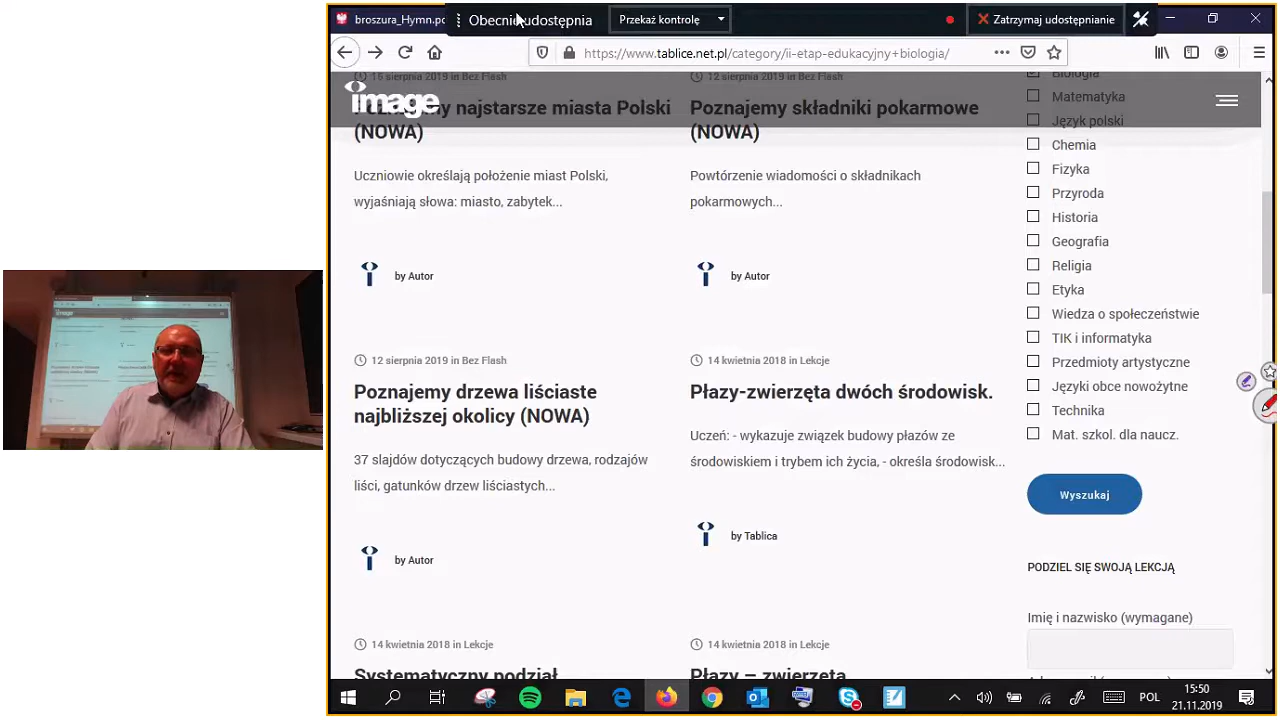 broszura_Hymn.pc
Obecnie udostępnia
Przekaż kontrolę
Zatrzymaj udostępnianie
https://www.tablice.net.pl/category/ii-etap-edukacyjny+biologia/
image
16 sierpnia 2019 in Bez Flash
najstarsze miasta Polski
(NOWA)
Uczniowie określają położenie miast Polski,
wyjaśniają słowa: miasto, zabytek...
by Autor
12 sierpnia 2019 in Bez Flash
Poznajemy składniki pokarmowe
(NOWA)
Powtórzenie wiadomości o składnikach
pokarmowych...
by Autor
12 sierpnia 2019 in Bez Flash
Poznajemy drzewa liściaste
najbliższej okolicy (NOWA)
37 slajdów dotyczących budowy drzewa, rodzajów
liści, gatunków drzew liściastych...
by Autor
14 kwietnia 2018 in Lekcje
Płazy-zwierzęta dwóch środowisk.
Uczeń: - wykazuje związek budowy płazów ze
środowiskiem i trybem ich życia, - określa środowisk...
by Tablica
14 kwietnia 2018 in Lekcje
Systematyczny podział
14 kwietnia 2018 in Lekcje
Płazy – zwierzęta
Biologia
Matematyka
Język polski
Chemia
Fizyka
Przyroda
Historia
Geografia
Religia
Etyka
Wiedza o społeczeństwie
TIK i informatyka
Przedmioty artystyczne
Języki obce nowożytne
Technika
Mat. szkol. dla naucz.
Wyszukaj
PODZIEL SIĘ SWOJĄ LEKCJĄ
Imię i nazwisko (wymagane)
POL
15:50
21.11.2019